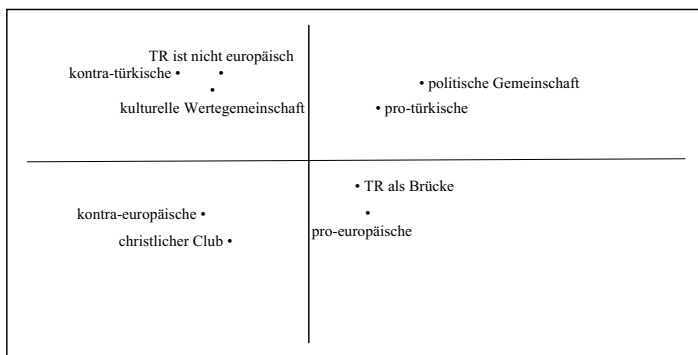 TR ist nicht europäisch
kontra-türkische
kulturelle Wertegemeinschaft
politische Gemeinschaft
pro-türkische
TR als Brücke
kontra-europäische
christlicher Club
pro-europäische